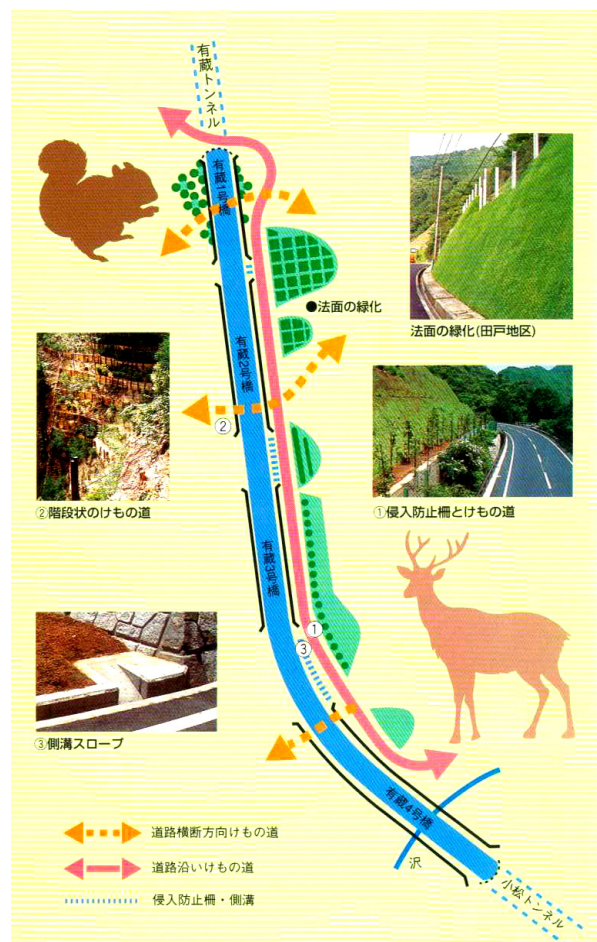 有蔵トンネル
有蔵1号橋
●法面の緑化
法面の緑化(田戸地区)
有蔵2号橋
②
②階段状のけもの道
①侵入防止柵とけもの道
有蔵3号橋
①
③
③側溝スロープ
有蔵4号橋
沢
小松トンネル
道路横断方向けもの道
道路沿いけもの道
侵入防止柵・側溝